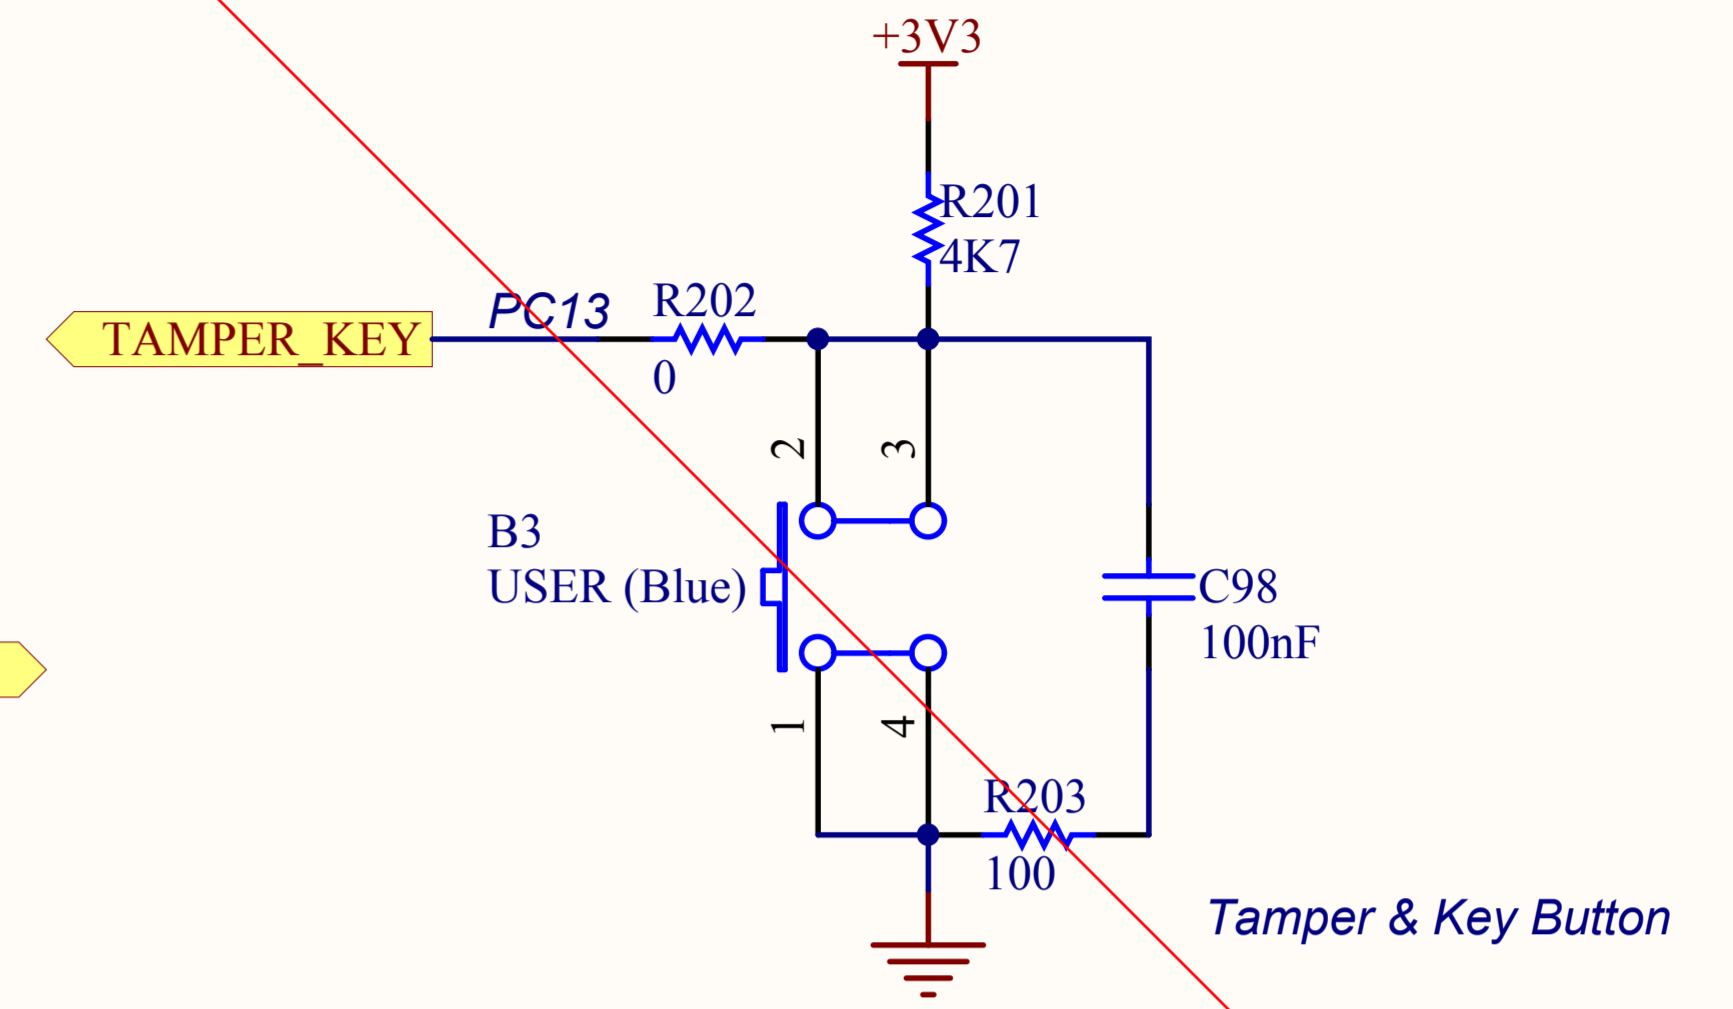 +3V3
R201
4K7
TAMPER_KEY
PC13
R202
0
2
3
B3
USER (Blue)
C98
100nF
1
4
R203
100
Tamper & Key Button